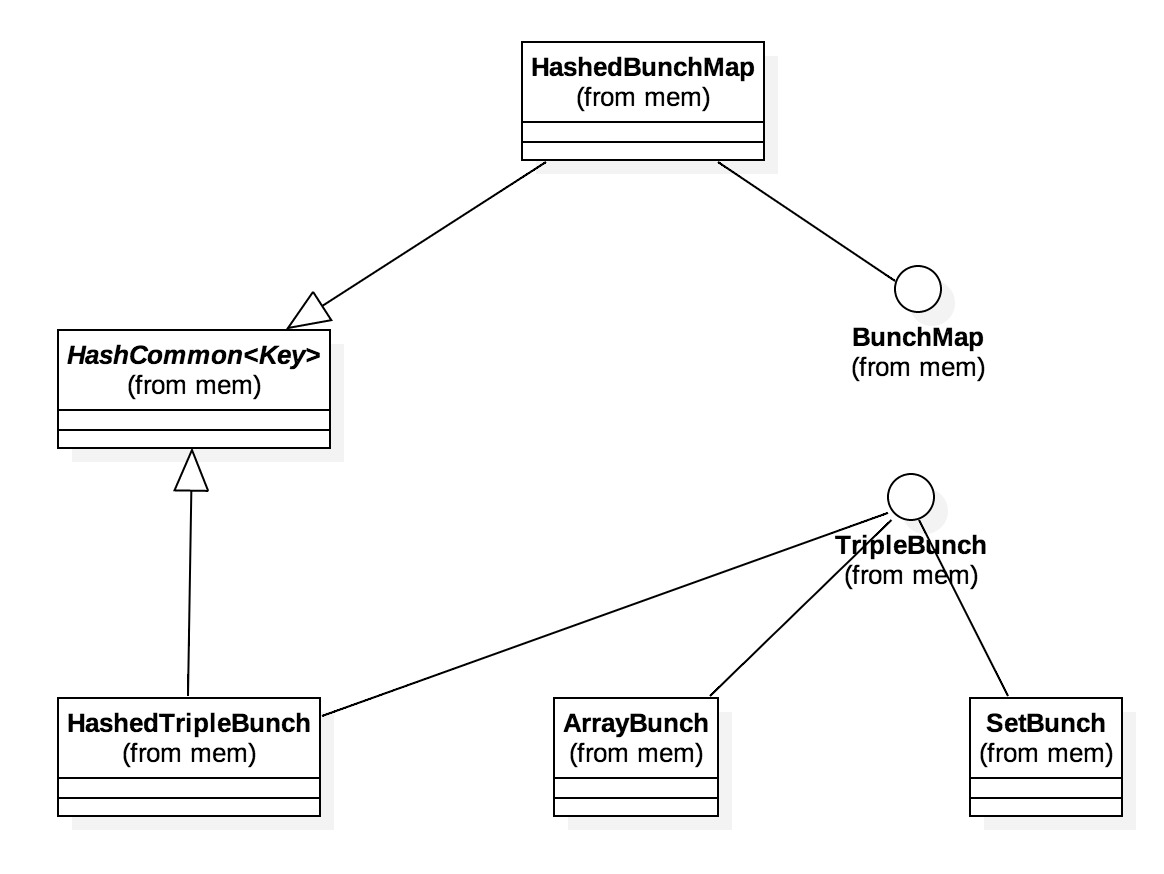 HashedBunchMap
(from mem)
BunchMap
(from mem)
HashCommon<Key>
(from mem)
TripleBunch
(from mem)
HashedTripleBunch
(from mem)
ArrayBunch
(from mem)
SetBunch
(from mem)